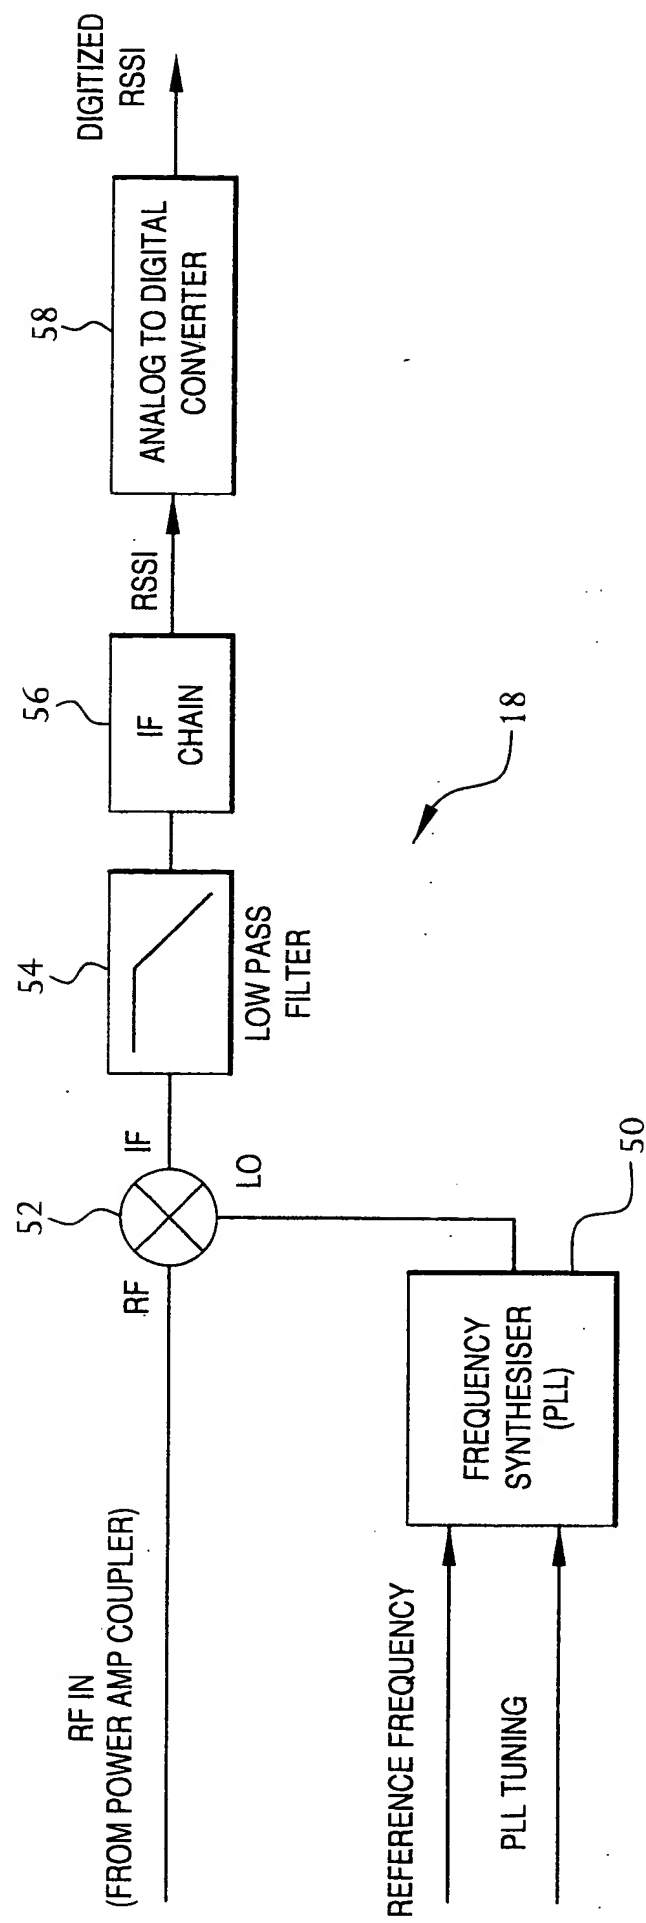 RF IN
(FROM POWER AMP COUPLER)
RF
52
IF
LO
54
LOW PASS
FILTER
56
IF
CHAIN
RSSI
58
ANALOG TO DIGITAL
CONVERTER
DIGITIZED
RSSI
REFERENCE FREQUENCY
PLL TUNING
FREQUENCY
SYNTHESISER
(PLL)
50
18